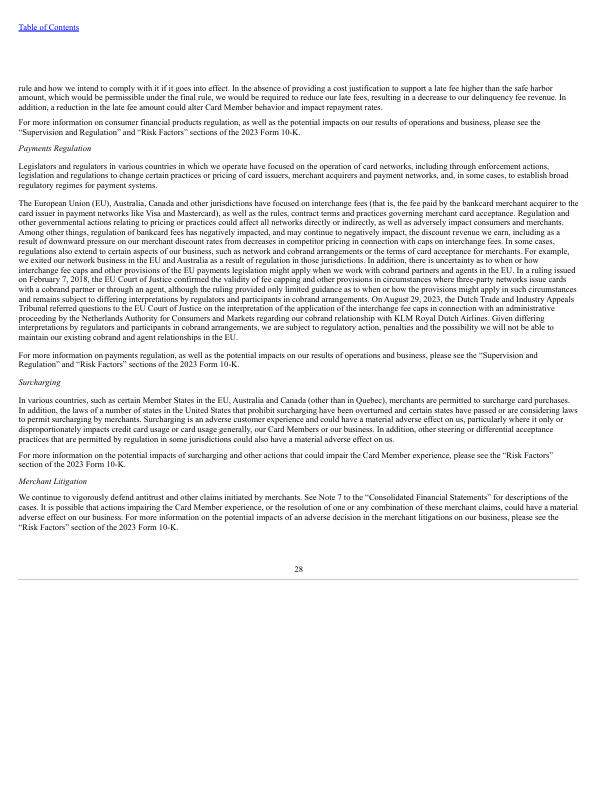 Table of Contents
rule and how we intend to comply with it if it goes into effect. In the absence of providing a cost justification to support a late fee higher than the safe harbor
amount, which would be permissible under the final rule, we would be required to reduce our late fees, resulting in a decrease to our delinquency fee revenue. In
addition, a reduction in the late fee amount could alter Card Member behavior and impact repayment rates.
For more information on consumer financial products regulation, as well as the potential impacts on our results of operations and business, please see the
“Supervision and Regulation” and “Risk Factors” sections of the 2023 Form 10-K.
Payments Regulation
Legislators and regulators in various countries in which we operate have focused on the operation of card networks, including through enforcement actions,
legislation and regulations to change certain practices or pricing of card issuers, merchant acquirers and payment networks, and, in some cases, to establish broad
regulatory regimes for payment systems.
The European Union (EU), Australia, Canada and other jurisdictions have focused on interchange fees (that is, the fee paid by the bankcard merchant acquirer to the
card issuer in payment networks like Visa and Mastercard), as well as the rules, contract terms and practices governing merchant card acceptance. Regulation and
other governmental actions relating to pricing or practices could affect all networks directly or indirectly, as well as adversely impact consumers and merchants.
Among other things, regulation of bankcard fees has negatively impacted, and may continue to negatively impact, the discount revenue we earn, including as a
result of downward pressure on our merchant discount rates from decreases in competitor pricing in connection with caps on interchange fees. In some cases,
regulations also extend to certain aspects of our business, such as network and cobrand arrangements or the terms of card acceptance for merchants. For example,
we exited our network business in the EU and Australia as a result of regulation in those jurisdictions. In addition, there is uncertainty as to when or how
interchange fee caps and other provisions of the EU payments legislation might apply when we work with cobrand partners and agents in the EU. In a ruling issued
on February 7, 2018, the EU Court of Justice confirmed the validity of fee capping and other provisions in circumstances where three-party networks issue cards
with a cobrand partner or through an agent, although the ruling provided only limited guidance as to when or how the provisions might apply in such circumstances
and remains subject to differing interpretations by regulators and participants in cobrand arrangements. On August 29, 2023, the Dutch Trade and Industry Appeals
Tribunal referred questions to the EU Court of Justice on the interpretation of the application of the interchange fee caps in connection with an administrative
proceeding by the Netherlands Authority for Consumers and Markets regarding our cobrand relationship with KLM Royal Dutch Airlines. Given differing
interpretations by regulators and participants in cobrand arrangements, we are subject to regulatory action, penalties and the possibility we will not be able to
maintain our existing cobrand and agent relationships in the EU.
For more information on payments regulation, as well as the potential impacts on our results of operations and business, please see the “Supervision and
Regulation” and “Risk Factors” sections of the 2023 Form 10-K.
Surcharging
In various countries, such as certain Member States in the EU, Australia and Canada (other than in Quebec), merchants are permitted to surcharge card purchases.
In addition, the laws of a number of states in the United States that prohibit surcharging have been overturned and certain states have passed or are considering laws
to permit surcharging by merchants. Surcharging is an adverse customer experience and could have a material adverse effect on us, particularly where it only or
disproportionately impacts credit card usage or card usage generally, our Card Members or our business. In addition, other steering or differential acceptance
practices that are permitted by regulation in some jurisdictions could also have a material adverse effect on us.
For more information on the potential impacts of surcharging and other actions that could impair the Card Member experience, please see the “Risk Factors”
section of the 2023 Form 10-K.
Merchant Litigation
We continue to vigorously defend antitrust and other claims initiated by merchants. See Note 7 to the “Consolidated Financial Statements” for descriptions of the
cases. It is possible that actions impairing the Card Member experience, or the resolution of one or any combination of these merchant claims, could have a material
adverse effect on our business. For more information on the potential impacts of an adverse decision in the merchant litigations on our business, please see the
“Risk Factors” section of the 2023 Form 10-K.
28